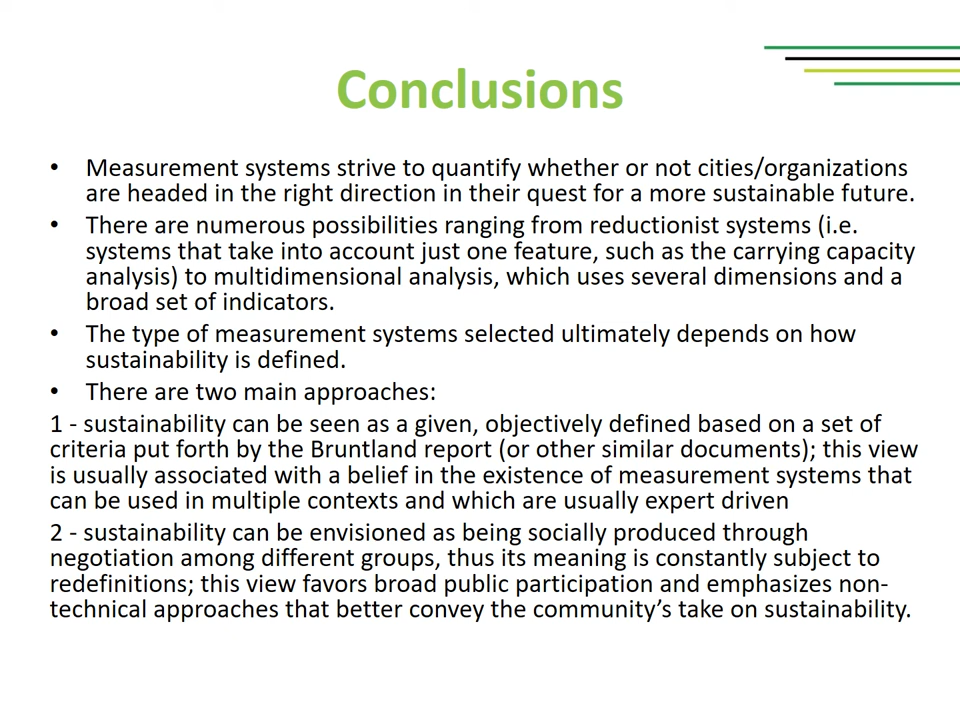 Conclusions
• Measurement systems strive to quantify whether or not cities/organizations
are headed in the right direction in their quest for a more sustainable future.
• There are numerous possibilities ranging from reductionist systems (i.e.
systems that take into account just one feature, such as the carrying capacity
analysis) to multidimensional analysis, which uses several dimensions and a
broad set of indicators.
• The type of measurement systems selected ultimately depends on how
sustainability is defined.
• There are two main approaches:
1 - sustainability can be seen as a given, objectively defined based on a set of
criteria put forth by the Bruntland report (or other similar documents); this view
is usually associated with a belief in the existence of measurement systems that
can be used in multiple contexts and which are usually expert driven
2 - sustainability can be envisioned as being socially produced through
negotiation among different groups, thus its meaning is constantly subject to
redefinitions; this view favors broad public participation and emphasizes non-
technical approaches that better convey the community’s take on sustainability.